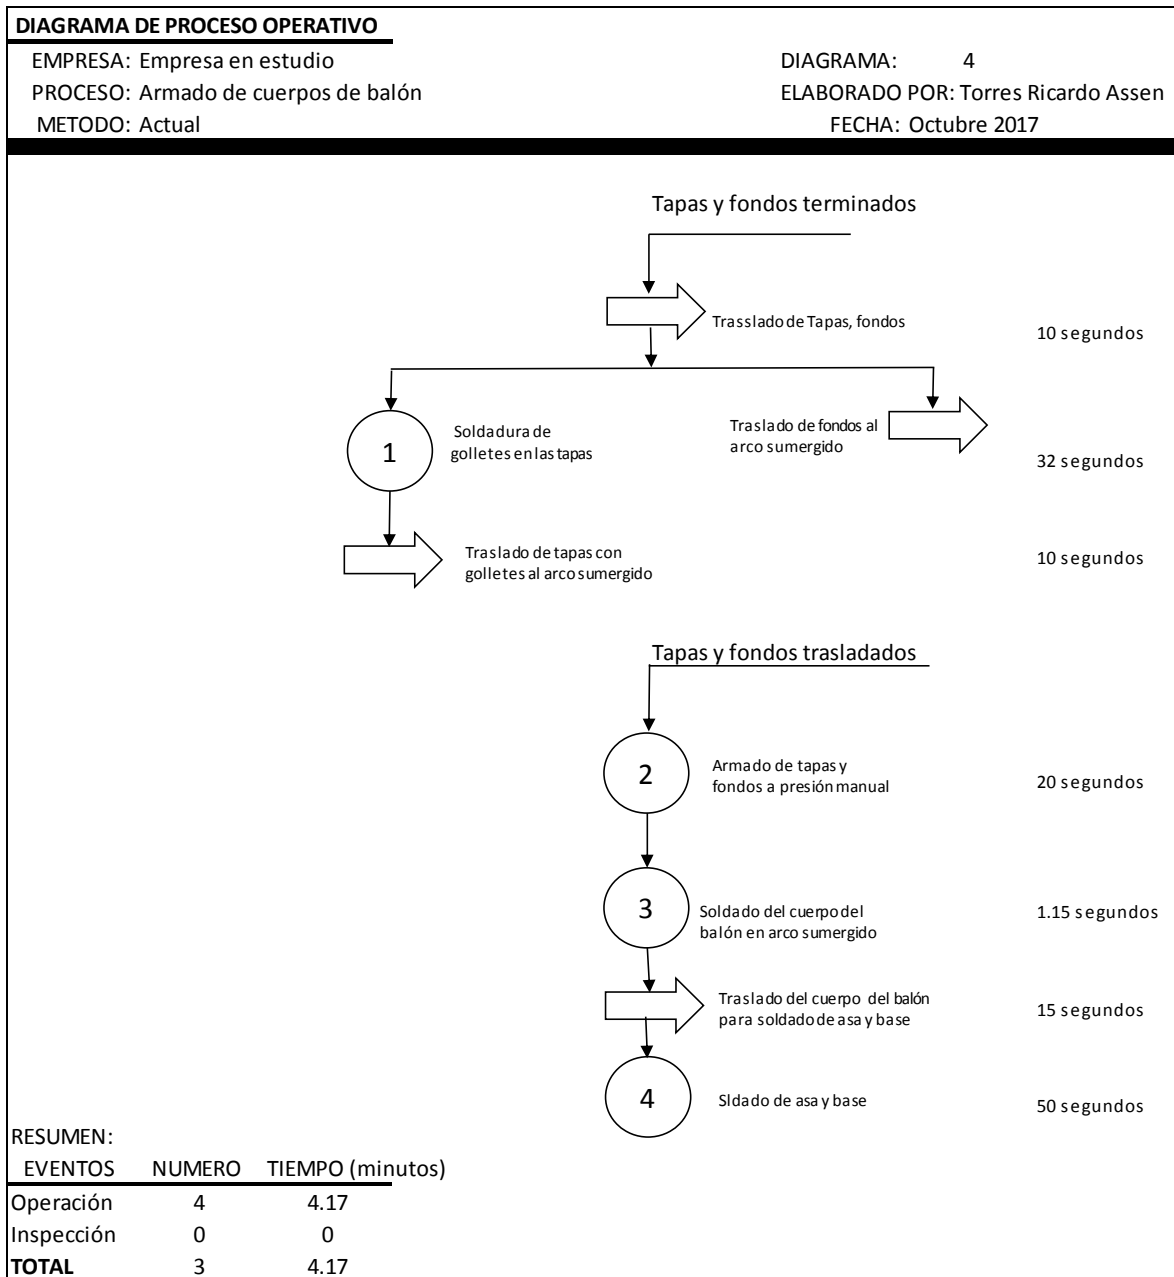 DIAGRAMA DE PROCESO OPERATIVO
EMPRESA: Empresa en estudio
DIAGRAMA: 4
PROCESO: Armado de cuerpos de balón
ELABORADO POR: Torres Ricardo Assen
METODO: Actual
FECHA: Octubre 2017
Tapas y fondos terminados
Trasslado de Tapas, fondos
10 segundos
1
Soldadura de
golletes en las tapas
Traslado de fondos al
arco sumergido
32 segundos
Traslado de tapas con
golletes al arco sumergido
10 segundos
Tapas y fondos trasladados
2
Armado de tapas y
fondos a presión manual
20 segundos
3
Soldado del cuerpo del
balón en arco sumergido
1.15 segundos
Traslado del cuerpo del balón
para soldado de asa y base
15 segundos
4
Sldado de asa y base
50 segundos
RESUMEN:
EVENTOS NUMERO TIEMPO (minutos)
Operación 4 4.17
Inspección 0 0
TOTAL 3 4.17